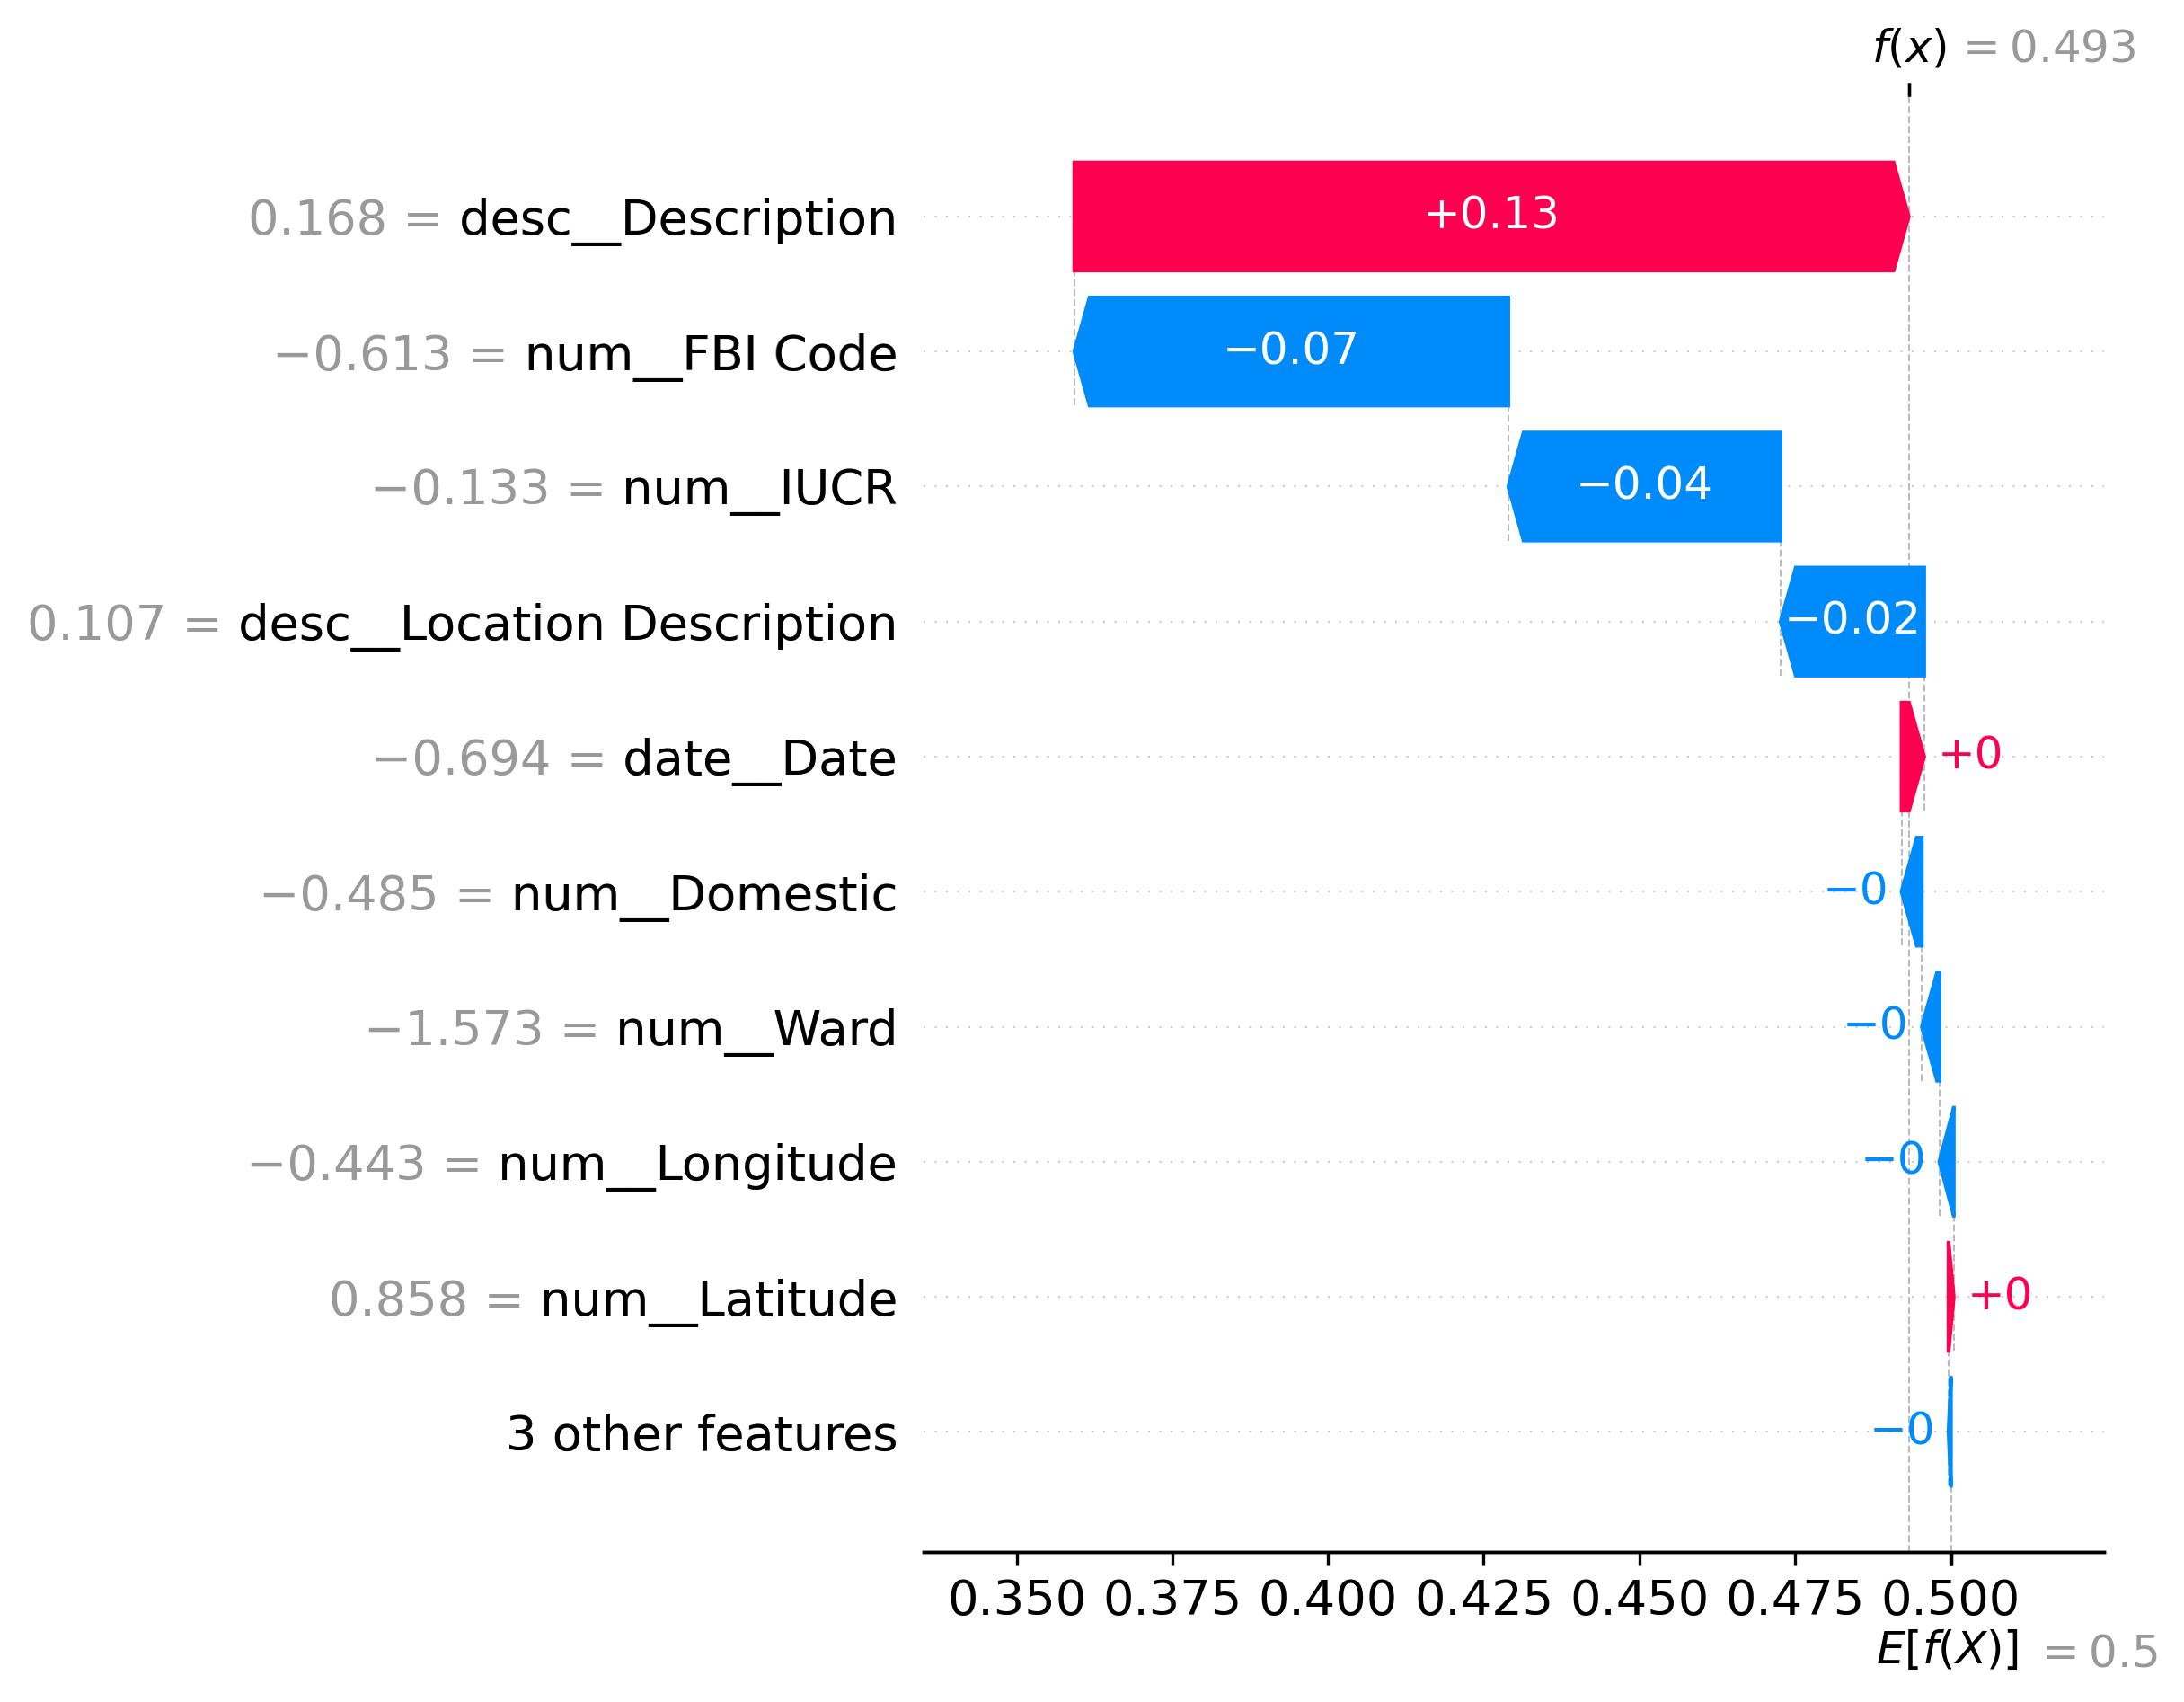 f(x) = 0.493
0.168 = desc__Description
+0.13
−0.613 = num__FBI Code
−0.07
−0.133 = num__IUCR
−0.04
0.107 = desc__Location Description
−0.02
−0.694 = date__Date
+0
−0.485 = num__Domestic
−0
−1.573 = num__Ward
−0
−0.443 = num__Longitude
−0
0.858 = num__Latitude
+0
3 other features
−0
0.350 0.375 0.400 0.425 0.450 0.475 0.500
E[f(X)] = 0.5